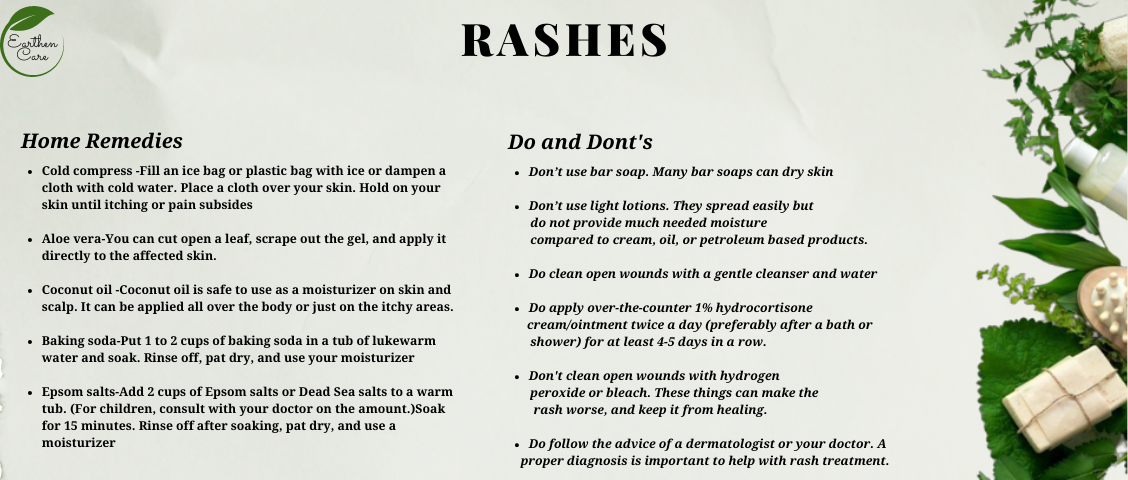 Earthen
Care
RASHES
Home Remedies
• Cold compress -Fill an ice bag or plastic bag with ice or dampen a
cloth with cold water. Place a cloth over your skin. Hold on your
skin until itching or pain subsides
• Aloe vera-You can cut open a leaf, scrape out the gel, and apply it
directly to the affected skin.
• Coconut oil -Coconut oil is safe to use as a moisturizer on skin and
scalp. It can be applied all over the body or just on the itchy areas.
• Baking soda-Put 1 to 2 cups of baking soda in a tub of lukewarm
water and soak. Rinse off, pat dry, and use your moisturizer
• Epsom salts-Add 2 cups of Epsom salts or Dead Sea salts to a warm
tub. (For children, consult with your doctor on the amount.)Soak
for 15 minutes. Rinse off after soaking, pat dry, and use a
moisturizer
Do and Dont's
• Don’t use bar soap. Many bar soaps can dry skin
• Don’t use light lotions. They spread easily but
do not provide much needed moisture
compared to cream, oil, or petroleum based products.
• Do clean open wounds with a gentle cleanser and water
• Do apply over-the-counter 1% hydrocortisone
cream/ointment twice a day (preferably after a bath or
shower) for at least 4-5 days in a row.
• Don't clean open wounds with hydrogen
peroxide or bleach. These things can make the
rash worse, and keep it from healing.
• Do follow the advice of a dermatologist or your doctor. A
proper diagnosis is important to help with rash treatment.